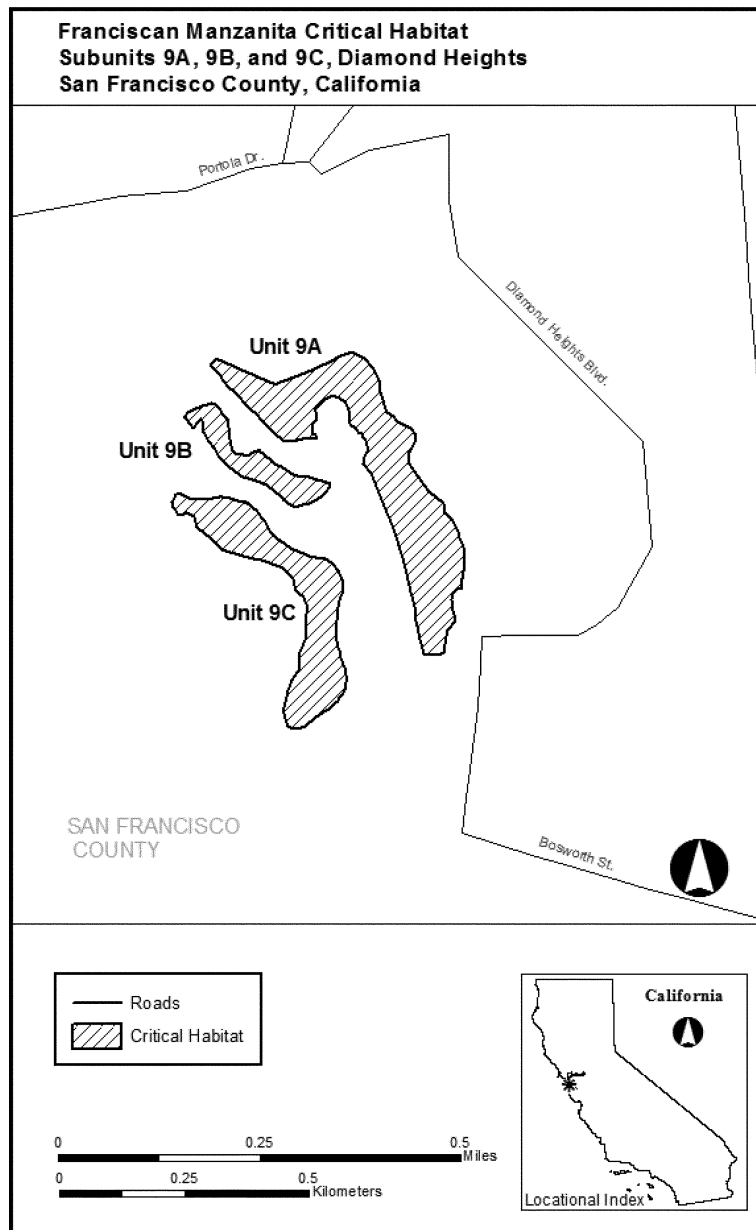 Franciscan Manzanita Critical Habitat
Subunits 9A, 9B, and 9C, Diamond Heights
San Francisco County, California
Portola Dr.
Diamond Heights Blvd.
Unit 9A
Unit 9B
Unit 9C
SAN FRANCISCO
COUNTY
Bosworth St.
Roads
Critical Habitat
California
0 0.25 0.5
Miles
0 0.25 0.5
Kilometers
Locational Index